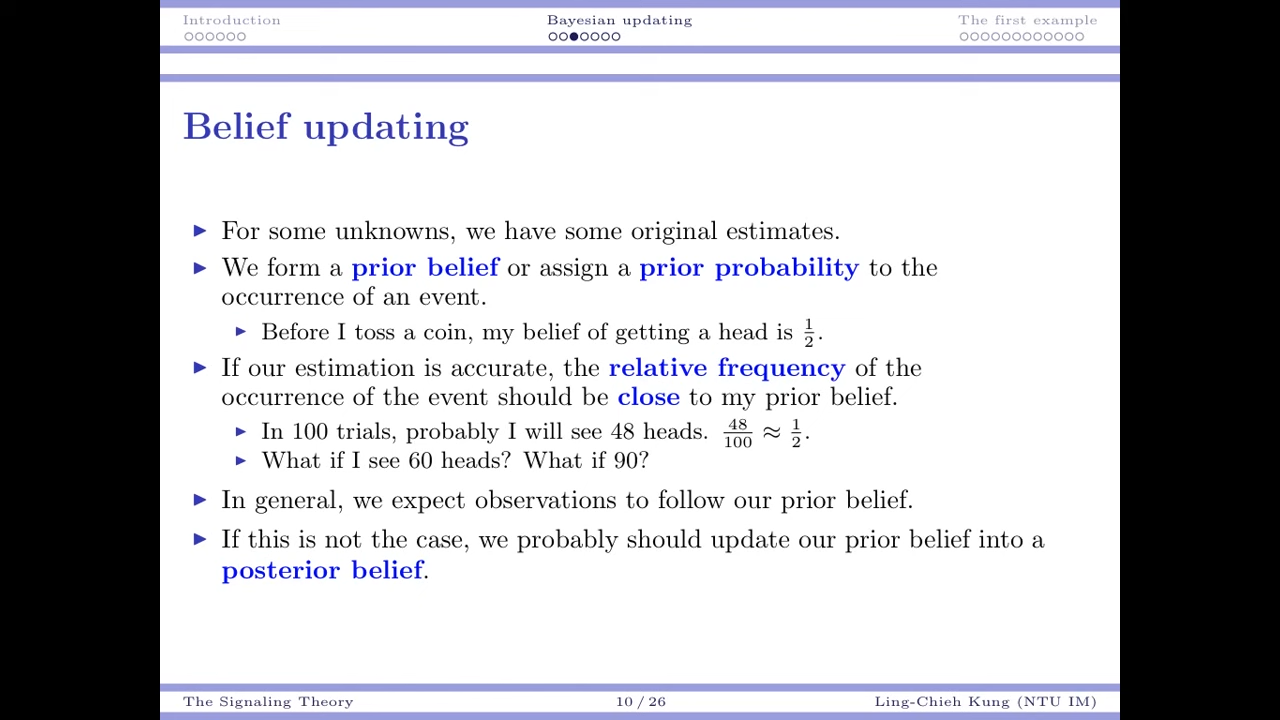 Introduction
Bayesian updating
The first example
Belief updating
For some unknowns, we have some original estimates.
We form a prior belief or assign a prior probability to the
occurrence of an event.
Before I toss a coin, my belief of getting a head is 1/2.
If our estimation is accurate, the relative frequency of the
occurrence of the event should be close to my prior belief.
In 100 trials, probably I will see 48 heads. 48/100 ≈ 1/2.
What if I see 60 heads? What if 90?
In general, we expect observations to follow our prior belief.
If this is not the case, we probably should update our prior belief into a
posterior belief.
The Signaling Theory
10 / 26
Ling-Chieh Kung (NTU IM)